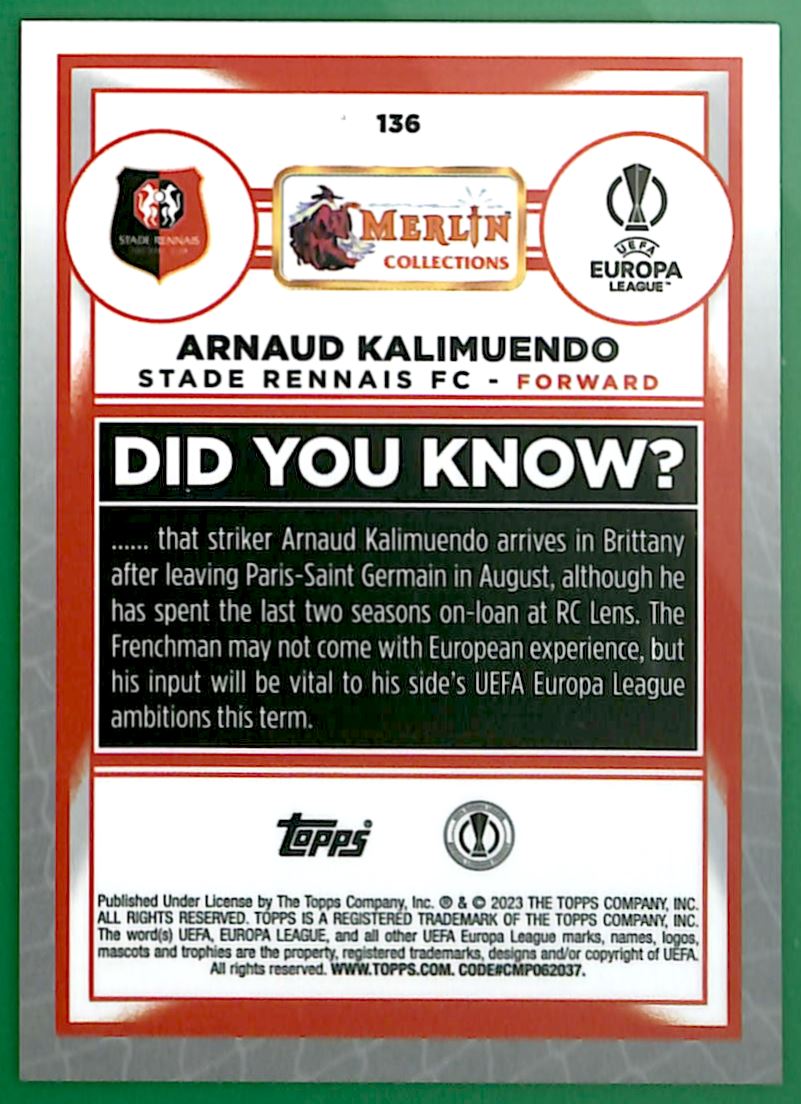 136
STADE RENNAIS
MERLIN
COLLECTIONS
UEFA
EUROPA
LEAGUE™
ARNAUD KALIMUENDO
STADE RENNAIS FC - FORWARD
DID YOU KNOW?
...... that striker Arnaud Kalimuendo arrives in Brittany
after leaving Paris-Saint Germain in August, although he
has spent the last two seasons on-loan at RC Lens. The
Frenchman may not come with European experience, but
his input will be vital to his side's UEFA Europa League
ambitions this term.
Topps®
Published Under License by The Topps Company, Inc. ® & © 2023 THE TOPPS COMPANY, INC.
ALL RIGHTS RESERVED. TOPPS IS A REGISTERED TRADEMARK OF THE TOPPS COMPANY, INC.
The word(s) UEFA, EUROPA LEAGUE, and all other UEFA Europa League marks, names, logos,
mascots and trophies are the property, registered trademarks, designs and/or copyright of UEFA.
All rights reserved. WWW.TOPPS.COM. CODE#CMP062037.